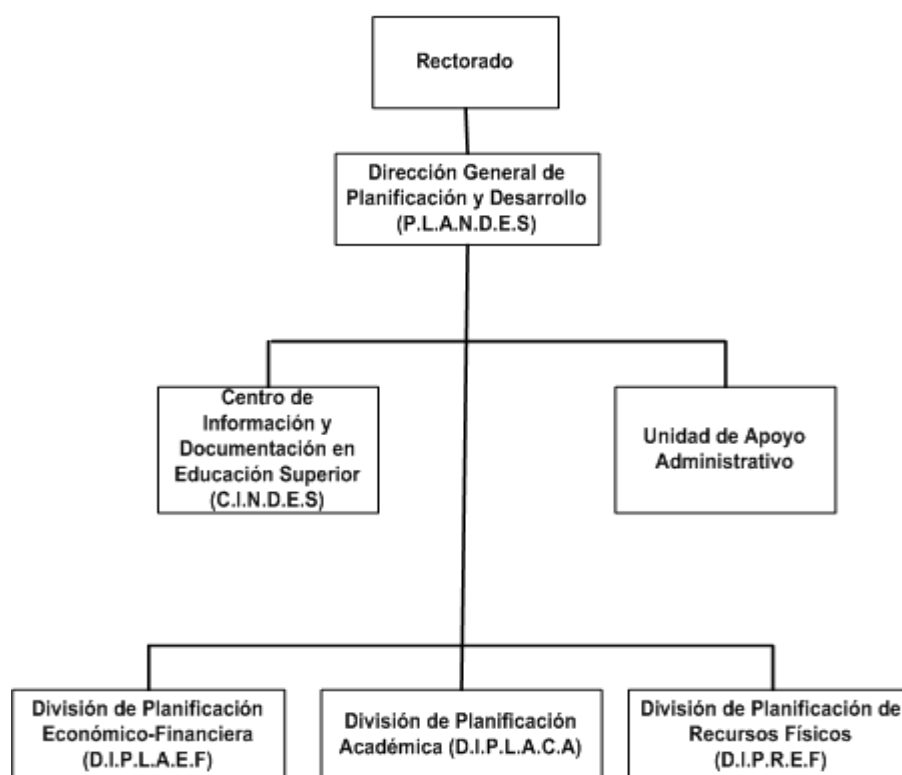 Rectorado
Dirección General de
Planificación y Desarrollo
(P.L.A.N.D.E.S)
Centro de
Información y
Documentación en
Educación Superior
(C.I.N.D.E.S)
Unidad de Apoyo
Administrativo
División de Planificación
Económico-Financiera
(D.I.P.L.A.E.F)
División de Planificación
Académica (D.I.P.L.A.C.A)
División de Planificación de
Recursos Físicos
(D.I.P.R.E.F)